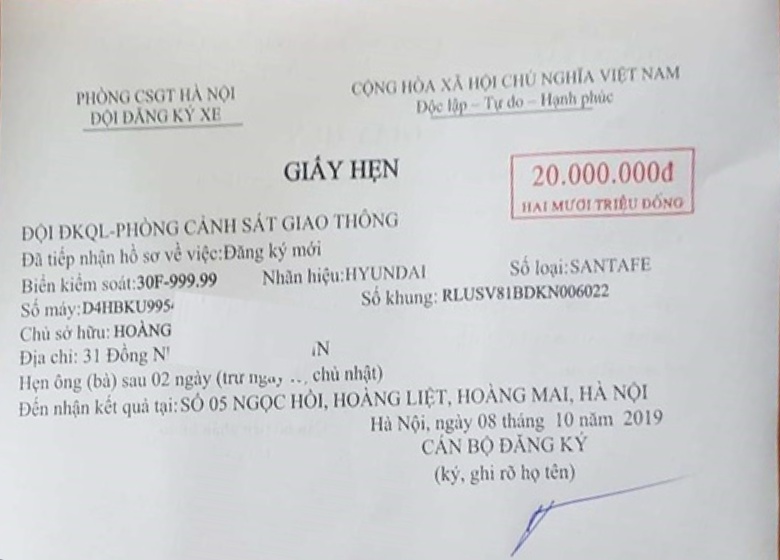 PHÒNG CSGT HÀ NỘI
ĐỘI ĐĂNG KÝ XE
CỘNG HÒA XÃ HỘI CHỦ NGHĨA VIỆT NAM
Độc lập – Tự do – Hạnh phúc
GIẤY HẸN
20.000.000đ
HAI MƯƠI TRIỆU ĐỒNG
ĐỘI ĐKQL-PHÒNG CẢNH SÁT GIAO THÔNG
Đã tiếp nhận hồ sơ về việc:Đăng ký mới
Biển kiểm soát:30F-999.99 Nhãn hiệu:HYUNDAI Số loại:SANTAFE
Số máy:D4HBKU995 Số khung: RLUSV81BDKN006022
Chủ sở hữu: HOÀNG
Địa chỉ: 31 Đồng
Hẹn ông (bà) sau 02 ngày (trừ ngày chủ nhật)
Đến nhận kết quả tại:SỐ 05 NGỌC HỒI, HOÀNG LIỆT, HOÀNG MAI, HÀ NỘI
Hà Nội, ngày 08 tháng 10 năm 2019
CÁN BỘ ĐĂNG KÝ
(ký, ghi rõ họ tên)